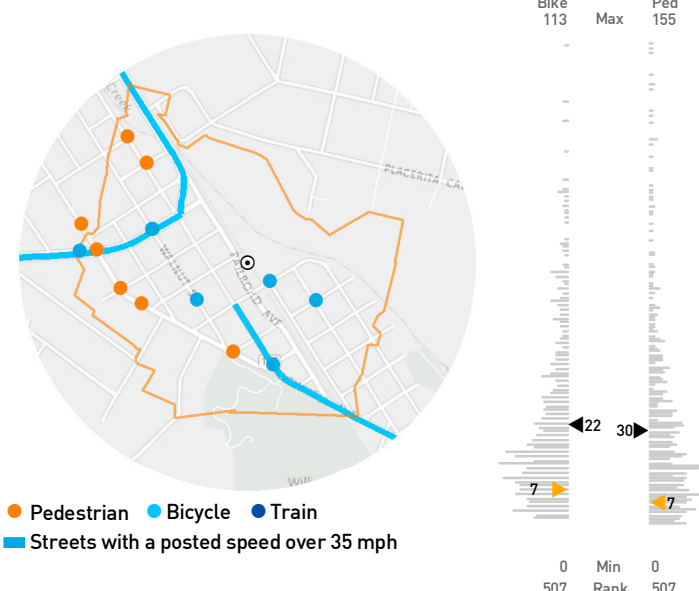 Bike Ped
113 Max 155
Creek
PLACERITA CA
WALNUT S
RAILROAD AVE
22
30
7
7
Will
Pedestrian Bicycle Train
Streets with a posted speed over 35 mph
0 Min 0
507 Rank 507